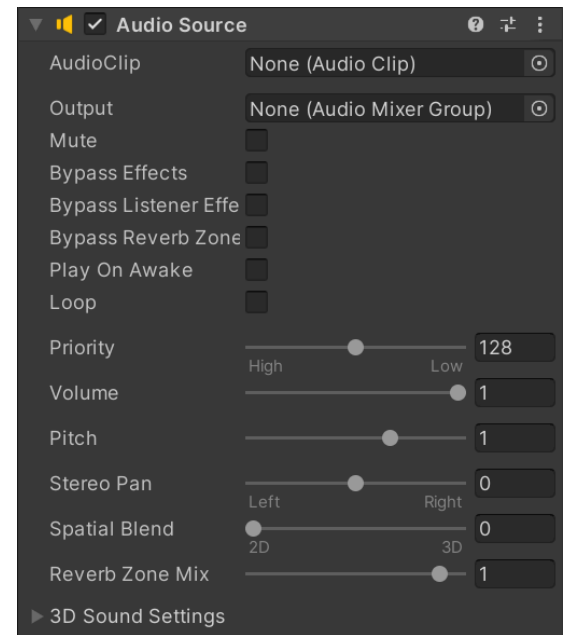 Audio Source
AudioClip None (Audio Clip)
Output None (Audio Mixer Group)
Mute
Bypass Effects
Bypass Listener Effe
Bypass Reverb Zone
Play On Awake
Loop
Priority 128
High Low
Volume 1
Pitch 1
Stereo Pan 0
Left Right
Spatial Blend 0
2D 3D
Reverb Zone Mix 1
3D Sound Settings